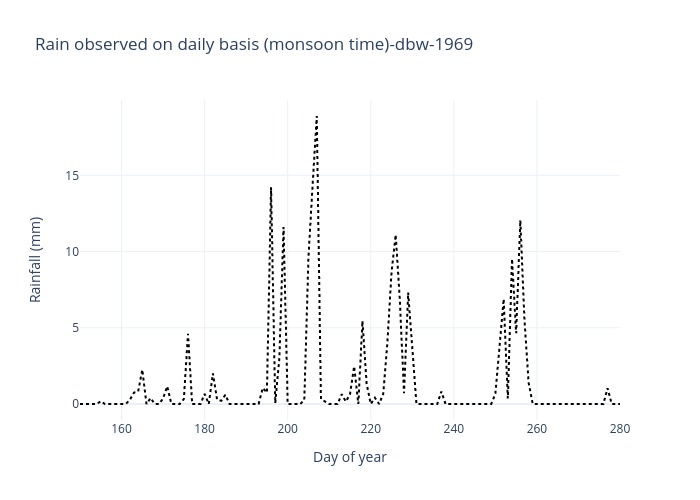 Rain observed on daily basis (monsoon time)-dbw-1969
15
10
5
0
Rainfall (mm)
160 180 200 220 240 260 280
Day of year